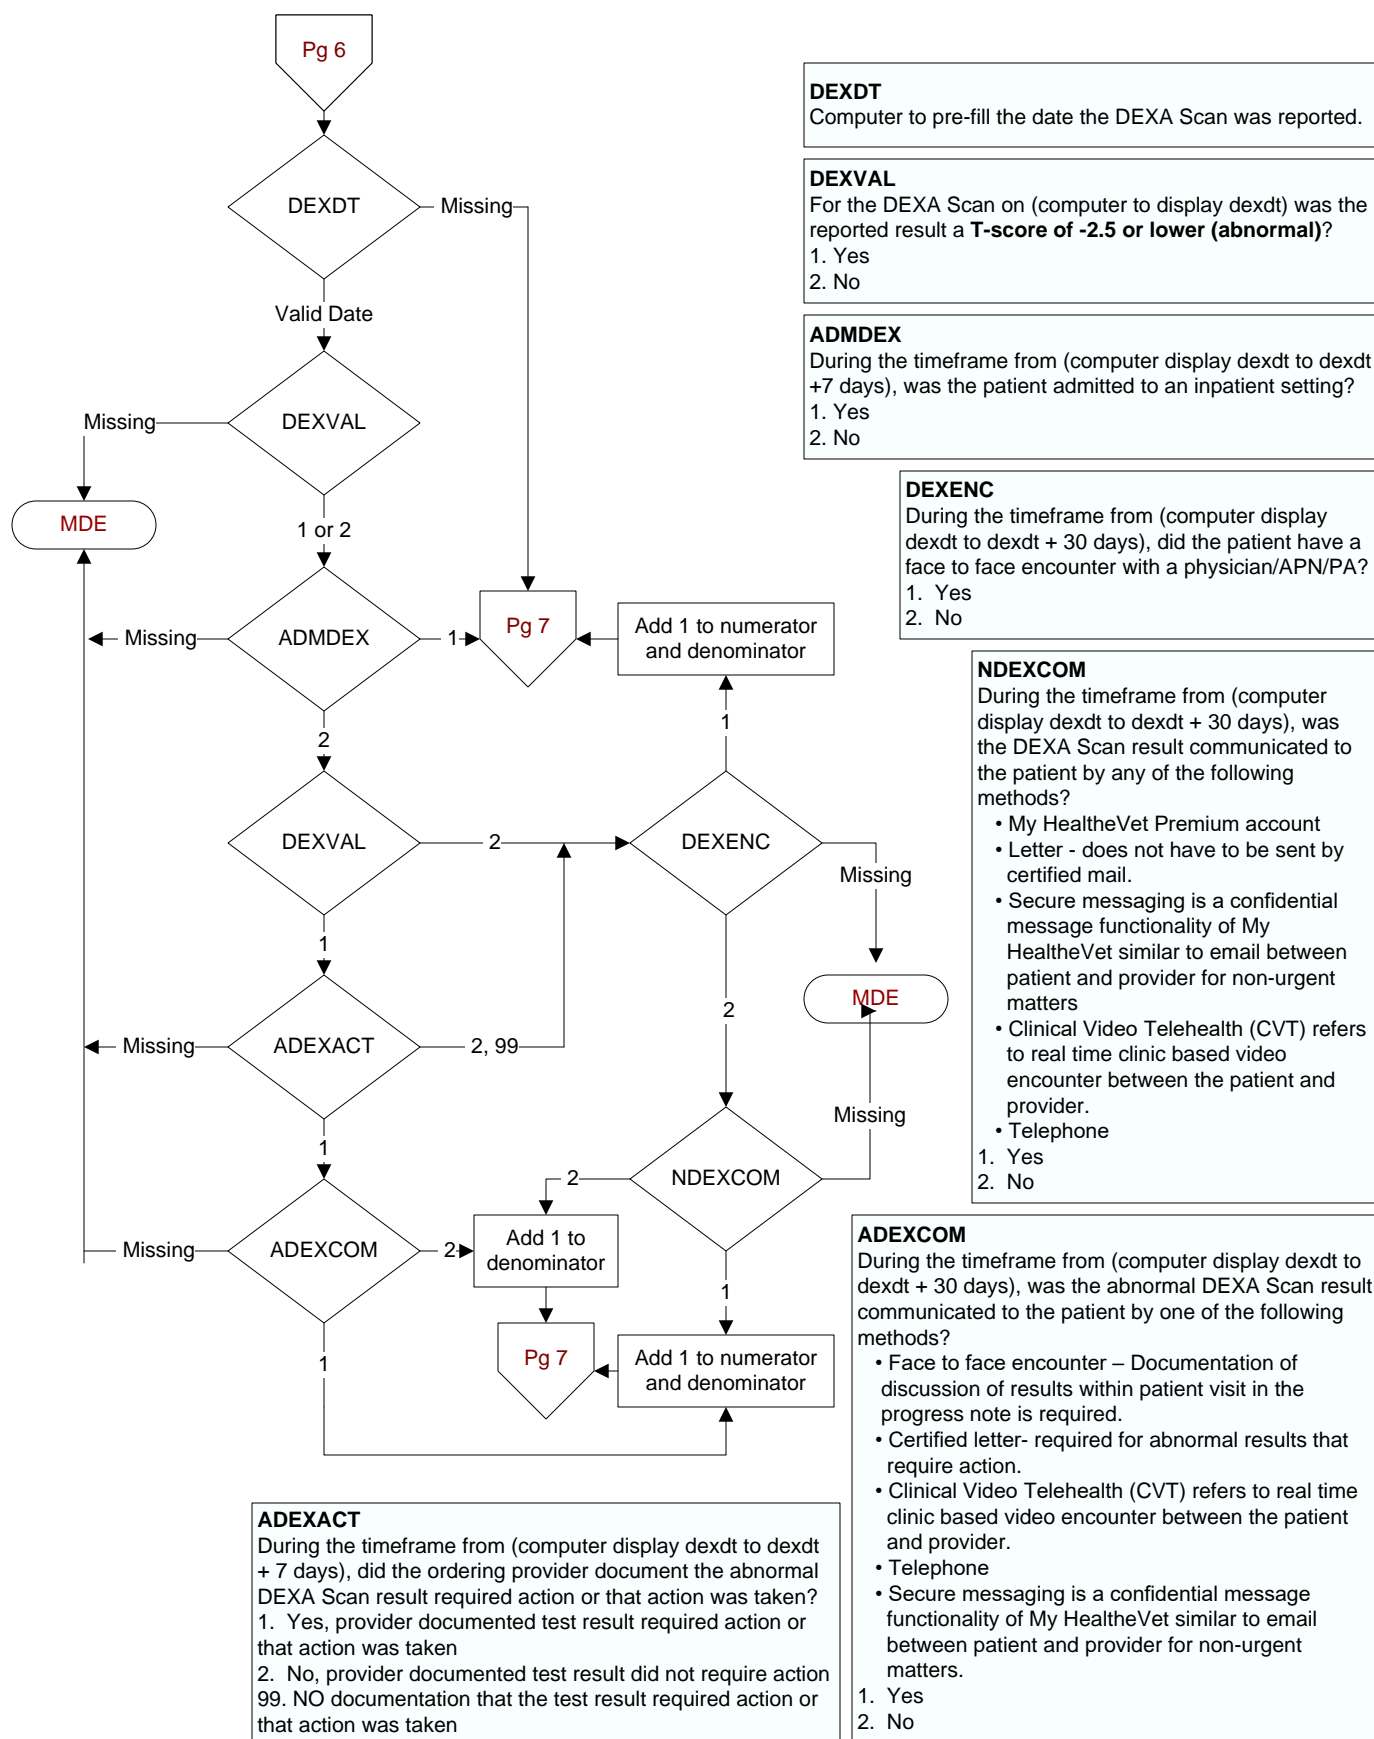 Pg 6
DEXDT
Missing
Valid Date
DEXVAL
Missing
MDE
1 or 2
ADMDEX
Missing
1
Pg 7
Add 1 to numerator
and denominator
1
2
DEXVAL
2
DEXENC
Missing
MDE
1
2
ADEXACT
Missing
2, 99
Missing
1
NDEXCOM
2
ADEXCOM
Missing
2
Add 1 to
denominator
1
1
Pg 7
Add 1 to numerator
and denominator
DEXDT
Computer to pre-fill the date the DEXA Scan was reported.
DEXVAL
For the DEXA Scan on (computer to display dexdt) was the
reported result a T-score of -2.5 or lower (abnormal)?
1. Yes
2. No
ADMDEX
During the timeframe from (computer display dexdt to dexdt
+7 days), was the patient admitted to an inpatient setting?
1. Yes
2. No
DEXENC
During the timeframe from (computer display
dexdt to dexdt + 30 days), did the patient have a
face to face encounter with a physician/APN/PA?
1. Yes
2. No
NDEXCOM
During the timeframe from (computer
display dexdt to dexdt + 30 days), was
the DEXA Scan result communicated to
the patient by any of the following
methods?
• My HealtheVet Premium account
• Letter - does not have to be sent by
certified mail.
• Secure messaging is a confidential
message functionality of My
HealtheVet similar to email between
patient and provider for non-urgent
matters
• Clinical Video Telehealth (CVT) refers
to real time clinic based video
encounter between the patient and
provider.
• Telephone
1. Yes
2. No
ADEXCOM
During the timeframe from (computer display dexdt to
dexdt + 30 days), was the abnormal DEXA Scan result
communicated to the patient by one of the following
methods?
• Face to face encounter – Documentation of
discussion of results within patient visit in the
progress note is required.
• Certified letter- required for abnormal results that
require action.
• Clinical Video Telehealth (CVT) refers to real time
clinic based video encounter between the patient
and provider.
• Telephone
• Secure messaging is a confidential message
functionality of My HealtheVet similar to email
between patient and provider for non-urgent
matters.
1. Yes
2. No
ADEXACT
During the timeframe from (computer display dexdt to dexdt
+ 7 days), did the ordering provider document the abnormal
DEXA Scan result required action or that action was taken?
1. Yes, provider documented test result required action or
that action was taken
2. No, provider documented test result did not require action
99. NO documentation that the test result required action or
that action was taken